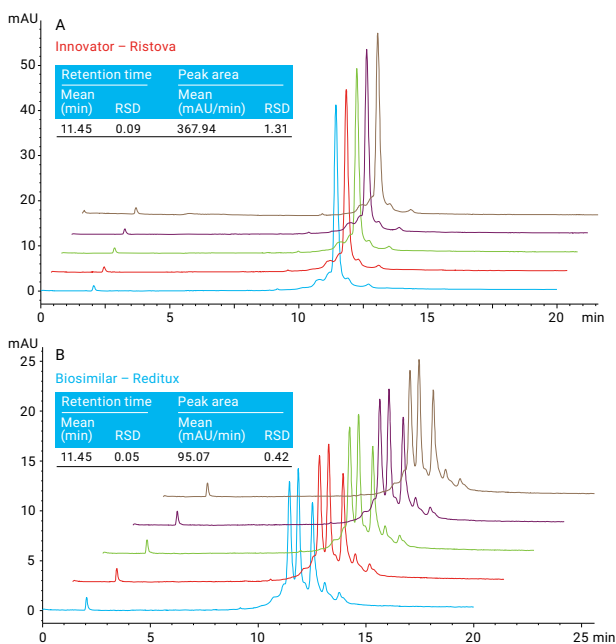 mAU
A
Innovator – Ristova
50
40
30
20
10
0
Retention time Peak area
Mean (min) RSD Mean (mAU/min) RSD
11.45 0.09 367.94 1.31
0 5 10 15 20 min
mAU
B
Biosimilar – Reditux
25
20
15
10
5
0
Retention time Peak area
Mean (min) RSD Mean (mAU/min) RSD
11.45 0.05 95.07 0.42
0 5 10 15 20 25 min